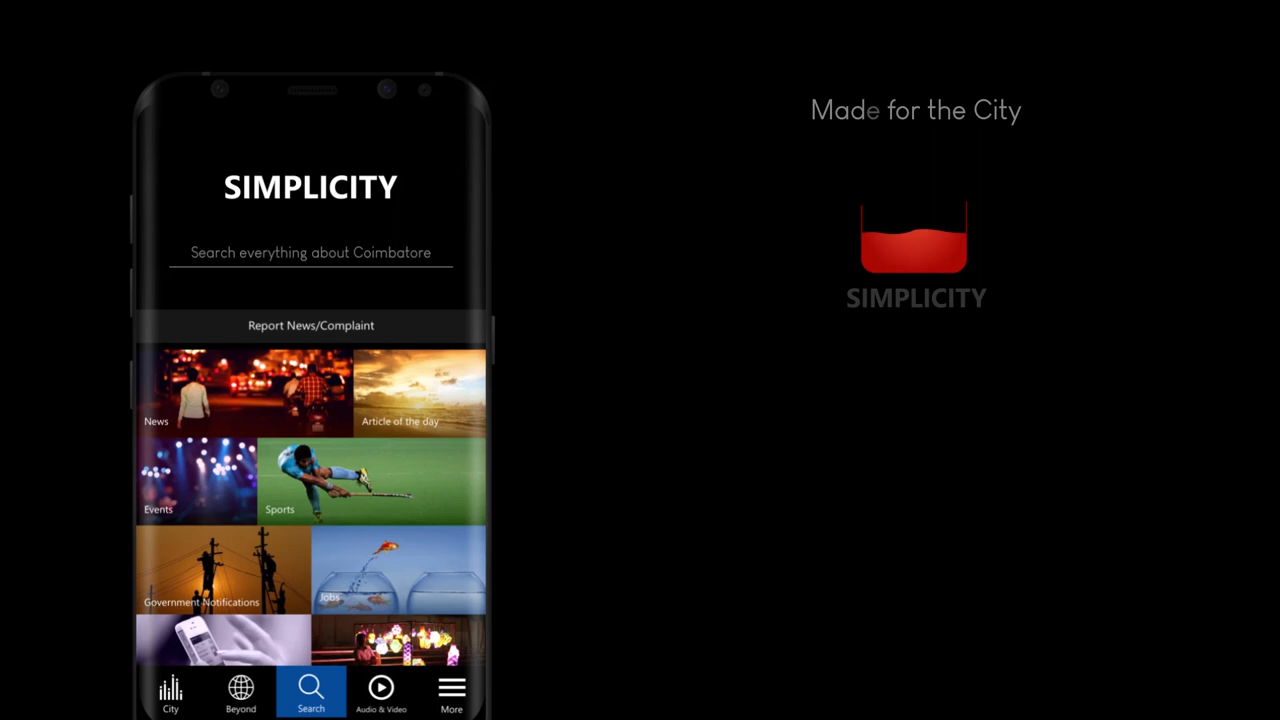 SIMPLICITY
Search everything about Coimbatore
Report News/Complaint
News
Article of the day
Events
Sports
Government Notifications
Jobs
City
Beyond
Search
Audio & Video
More
Made for the City
SIMPLICITY